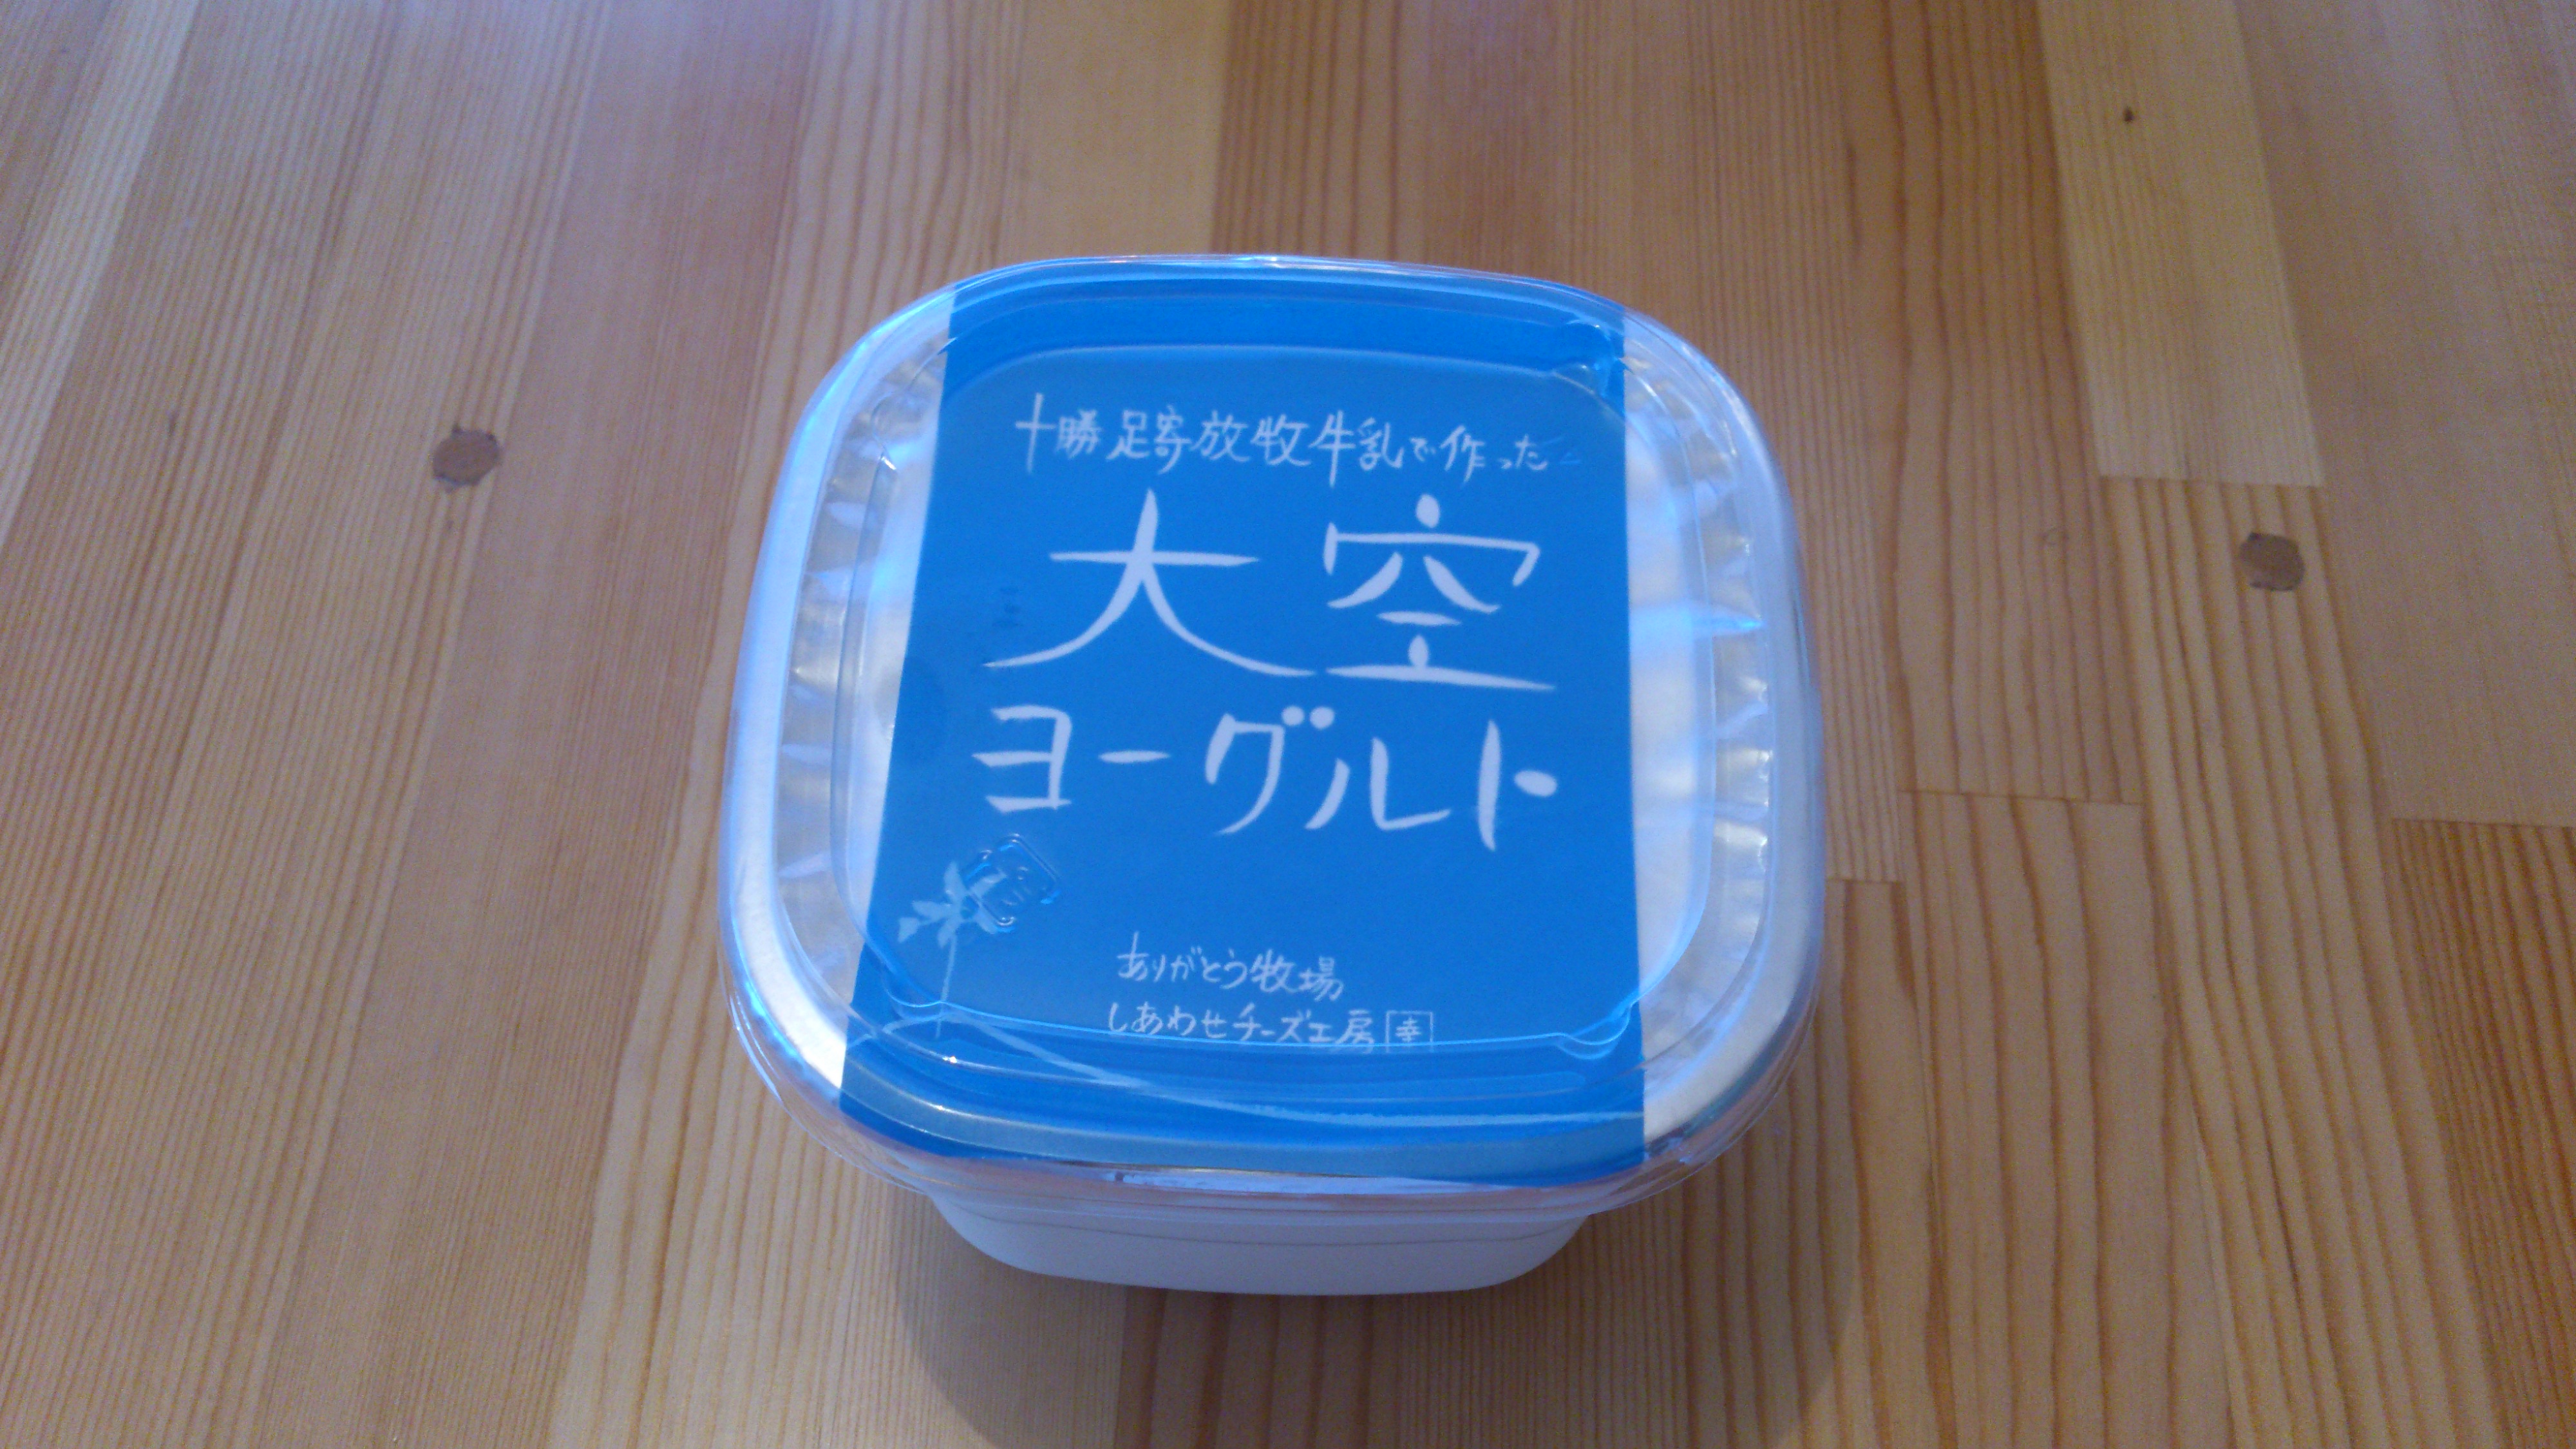 十勝足寄放牧牛乳で作った
大空
ヨーグルト
ありがとう牧場
しあわせチーズ工房 幸